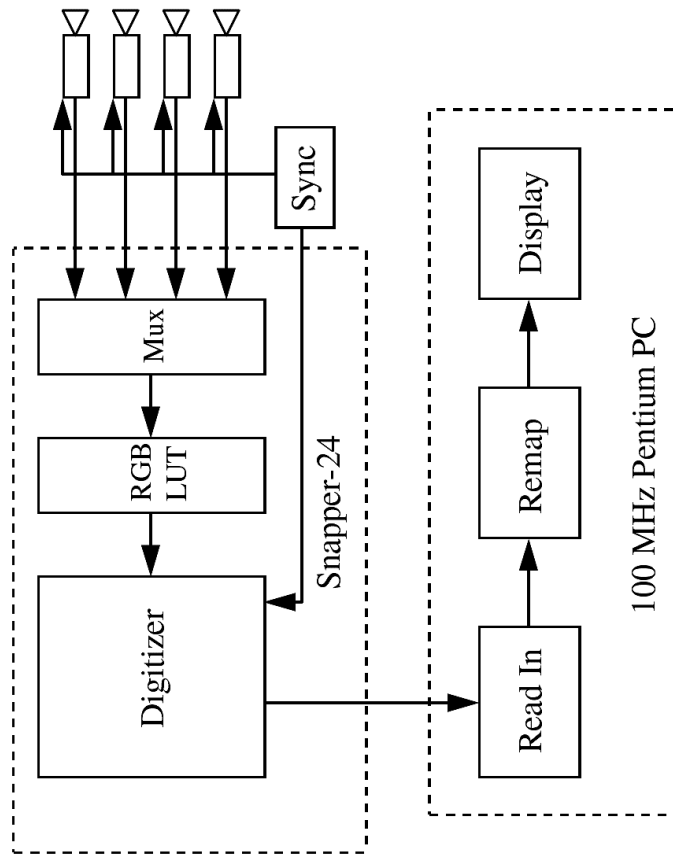 Sync
Mux
RGB
LUT
Digitizer
Snapper-24
Display
Remap
Read In
100 MHz Pentium PC